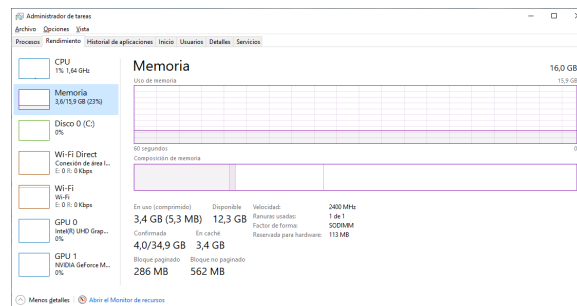 Administrador de tareas
Archivo Opciones Vista
Procesos Rendimiento Historial de aplicaciones Inicio Usuarios Detalles Servicios
CPU
1% 1,64 GHz
Memoria
3,6/15,9 GB (23%)
Disco 0 (C:)
0%
Wi-Fi Direct
Conexión de área l...
E: 0 R: 0 Kbps
Wi-Fi
Wi-Fi
E: 0 R: 0 Kbps
GPU 0
Intel(R) UHD Grap...
0%
GPU 1
NVIDIA GeForce M...
0%
Memoria 16,0 GB
Uso de memoria 15,9 GB
60 segundos 0
Composición de memoria
En uso (comprimido) Disponible
3,4 GB (5,3 MB) 12,3 GB
Confirmada En caché
4,0/34,9 GB 3,4 GB
Bloque paginado Bloque no paginado
286 MB 562 MB
Velocidad: 2400 MHz
Ranuras usadas: 1 de 1
Factor de forma: SODIMM
Reservada para hardware: 113 MB
Menos detalles Abrir el Monitor de recursos